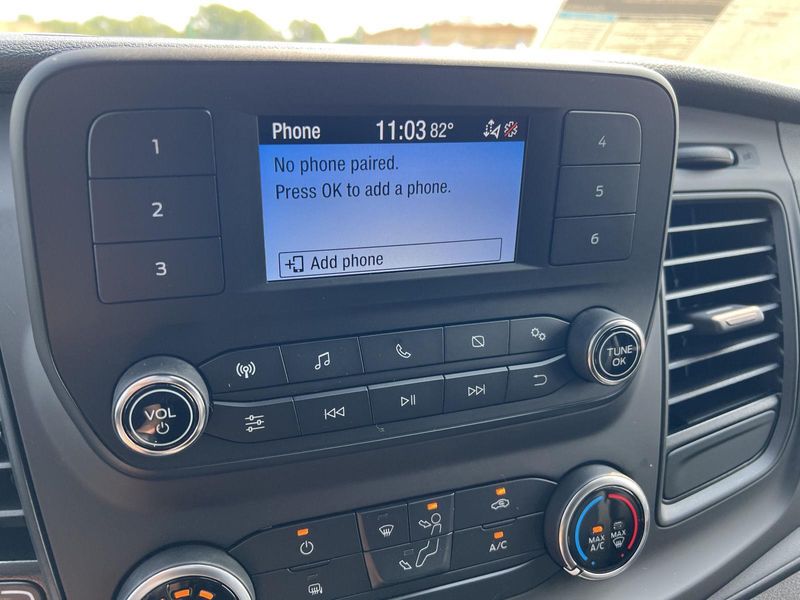 Phone 11:03 82°
No phone paired.
Press OK to add a phone.
Add phone
1
2
3
4
5
6
VOL
TUNE
OK
A/C
MAX
A/C
MAX